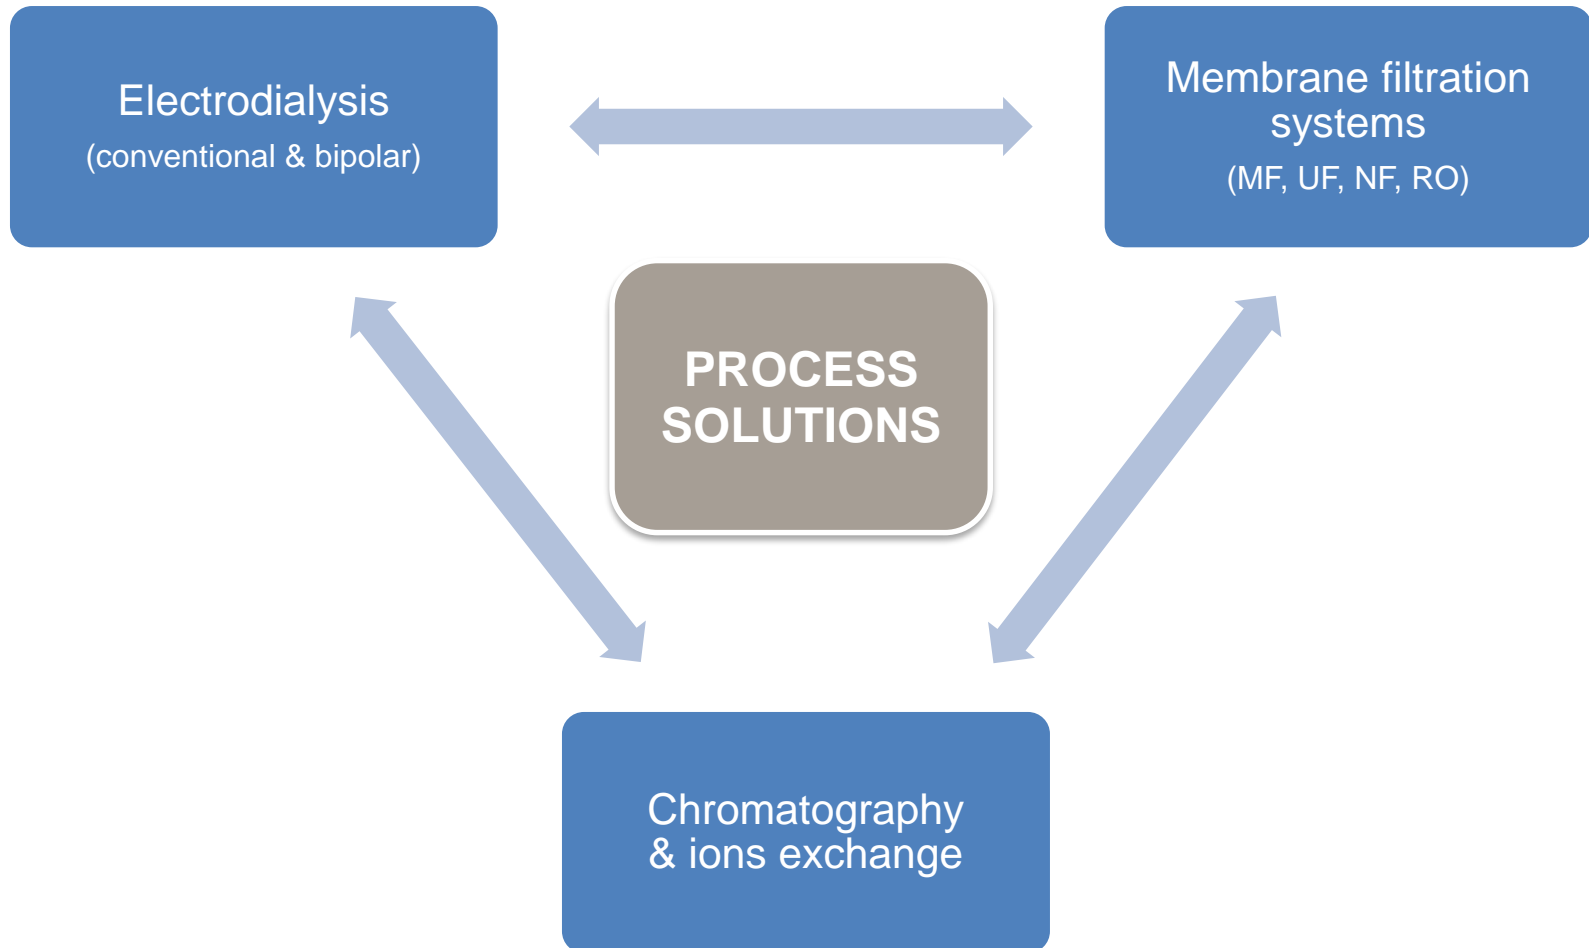 Electrodialysis
(conventional & bipolar)
Membrane filtration
systems
(MF, UF, NF, RO)
PROCESS
SOLUTIONS
Chromatography
& ions exchange